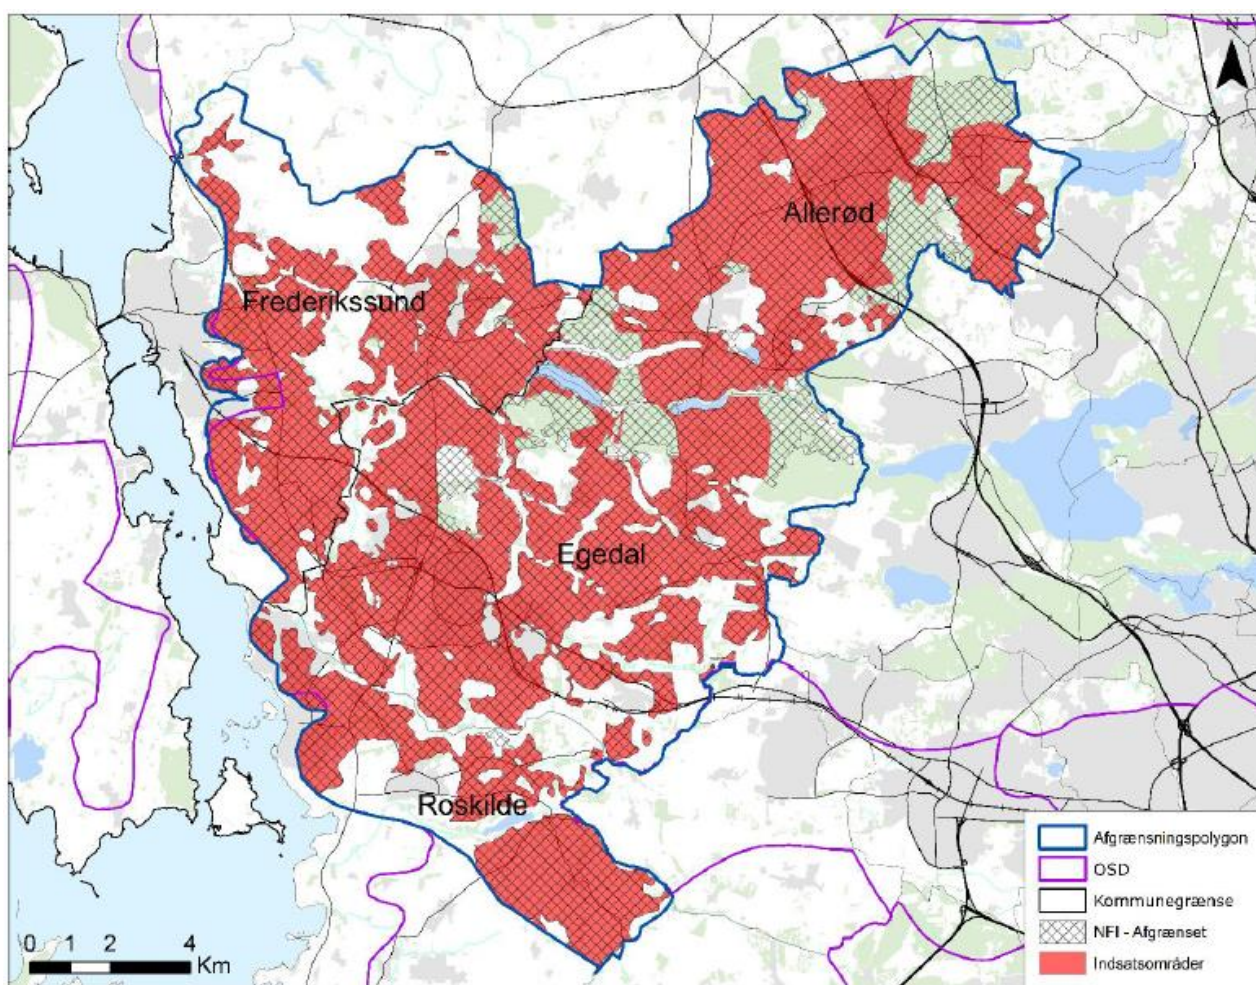 N
Allerød
Frederikssund
Egedal
Roskilde
Afgrænsningspolygon
OSD
Kommunegrænse
NFI - Afgrænset
Indsatsområder
0 1 2 4
Km